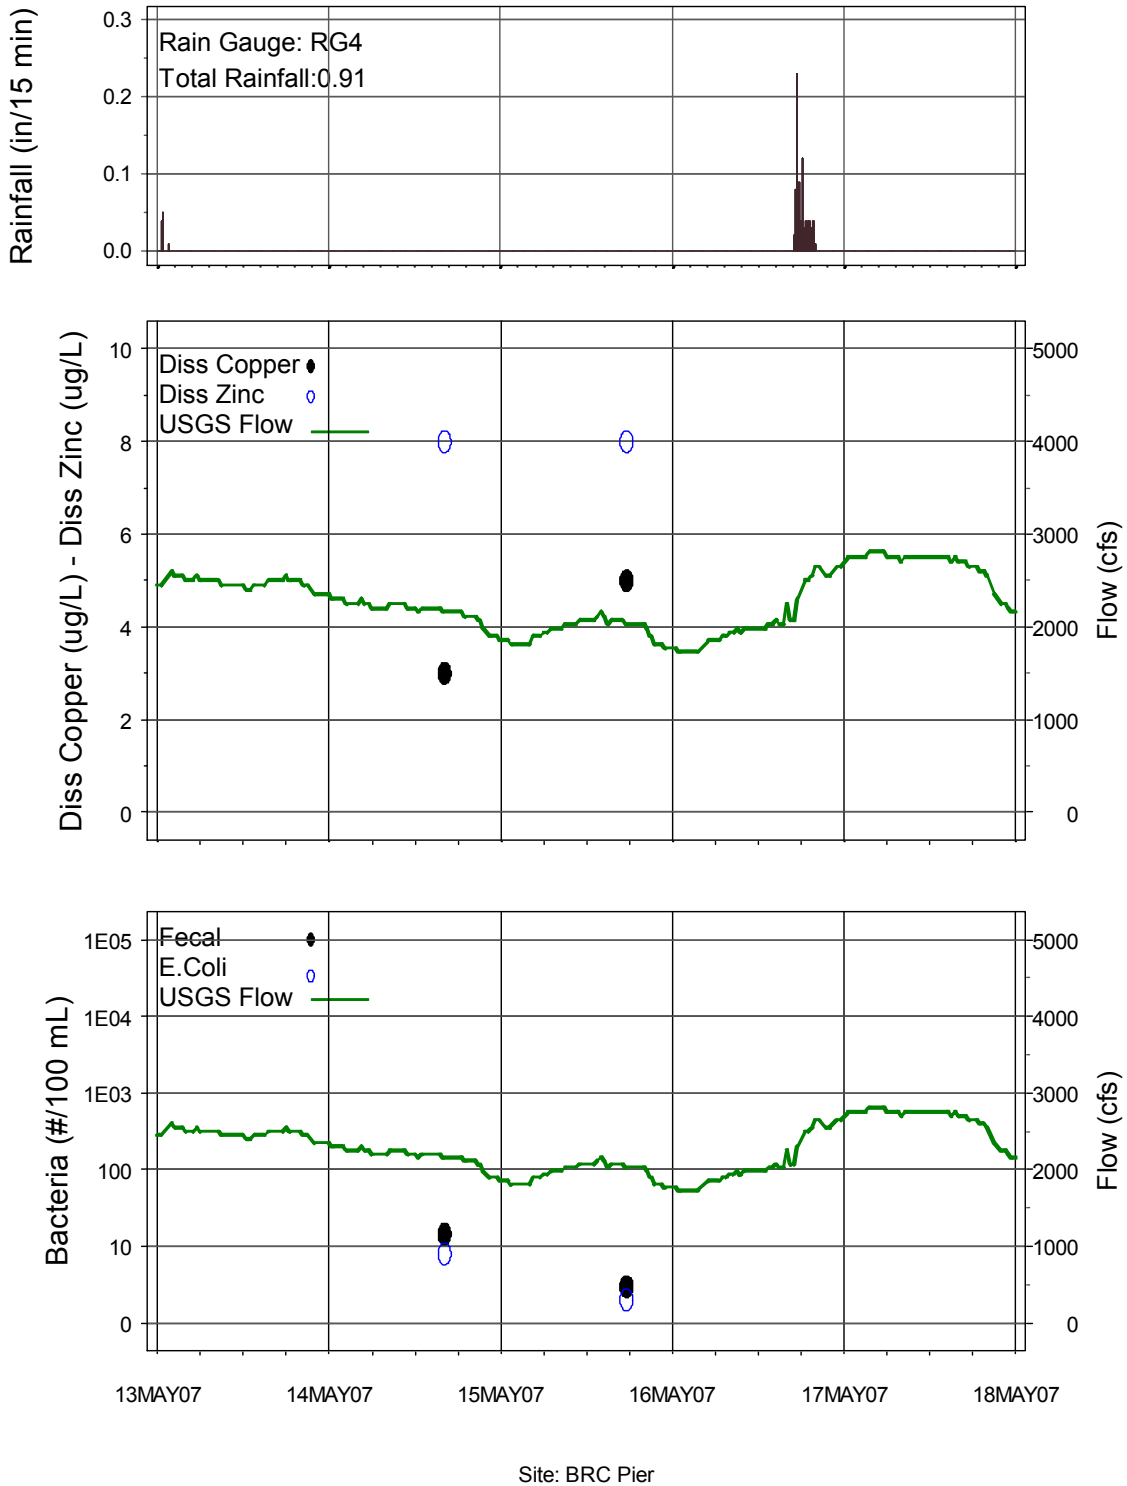 Rainfall (in/15 min)
0.3
0.2
0.1
0.0
Rain Gauge: RG4
Total Rainfall:0.91
Diss Copper (ug/L) - Diss Zinc (ug/L)
10
8
6
4
2
0
Diss Copper
Diss Zinc
USGS Flow
5000
4000
3000
2000
1000
0
Flow (cfs)
Bacteria (#/100 mL)
1E05
1E04
1E03
100
10
0
Fecal
E.Coli
USGS Flow
5000
4000
3000
2000
1000
0
Flow (cfs)
13MAY07 14MAY07 15MAY07 16MAY07 17MAY07 18MAY07
Site: BRC Pier